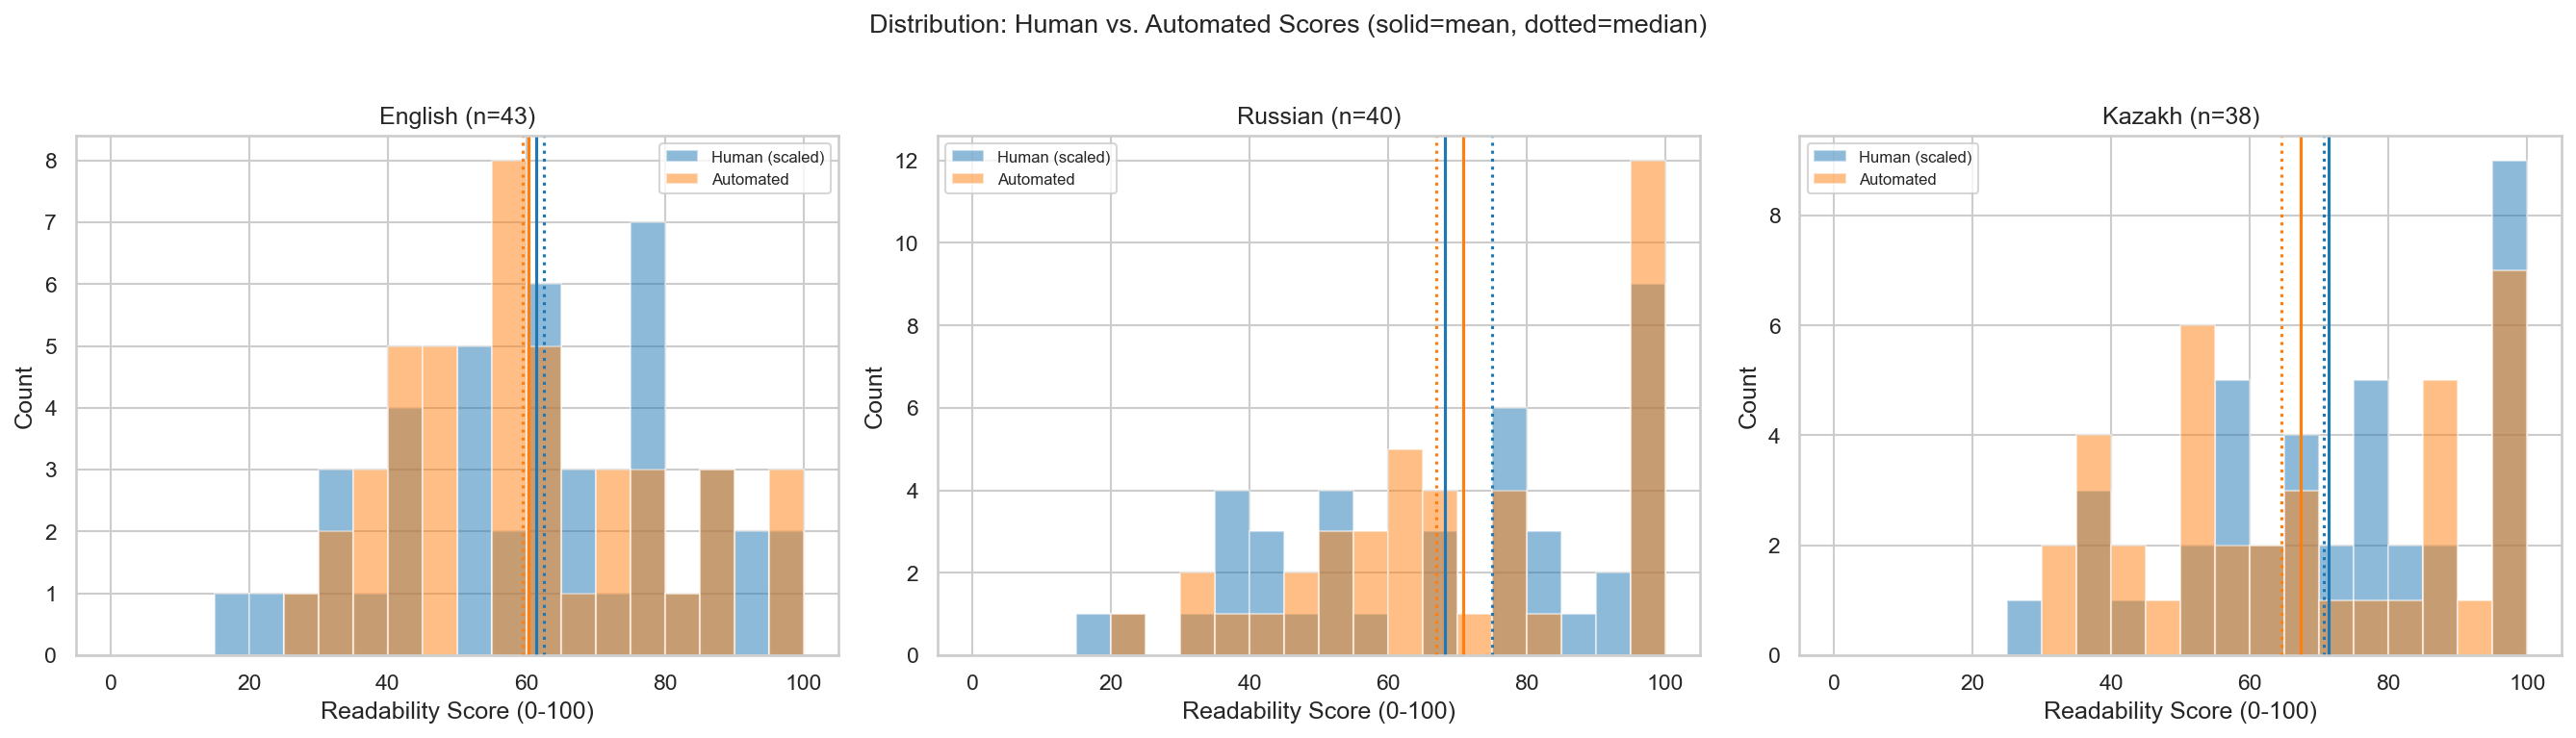 Distribution: Human vs. Automated Scores (solid=mean, dotted=median)
English (n=43)
Human (scaled)
Automated
8
7
6
5
4
3
2
1
0
Count
0 20 40 60 80 100
Readability Score (0-100)
Russian (n=40)
Human (scaled)
Automated
12
10
8
6
4
2
0
Count
0 20 40 60 80 100
Readability Score (0-100)
Kazakh (n=38)
Human (scaled)
Automated
8
6
4
2
0
Count
0 20 40 60 80 100
Readability Score (0-100)